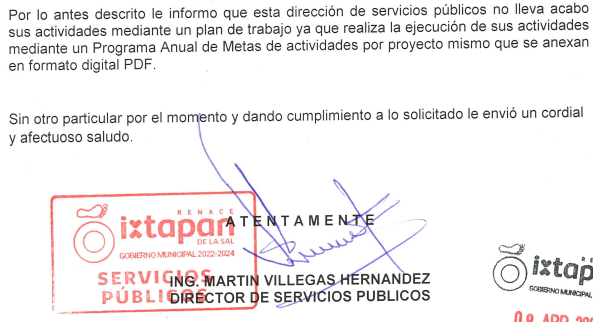 Por lo antes descrito le informo que esta dirección de servicios públicos no lleva acabo
sus actividades mediante un plan de trabajo ya que realiza la ejecución de sus actividades
mediante un Programa Anual de Metas de actividades por proyecto mismo que se anexan
en formato digital PDF.
Sin otro particular por el momento y dando cumplimiento a lo solicitado le envió un cordial
y afectuoso saludo.
RENACE
ixtapan
DE LA SAL
GOBIERNO MUNICIPAL 2022-2024
SERVICIOS
PÚBLICOS
ATENTAMENTE
ING. MARTIN VILLEGAS HERNANDEZ
DIRECTOR DE SERVICIOS PUBLICOS
GOBIERNO MUNICIPAL